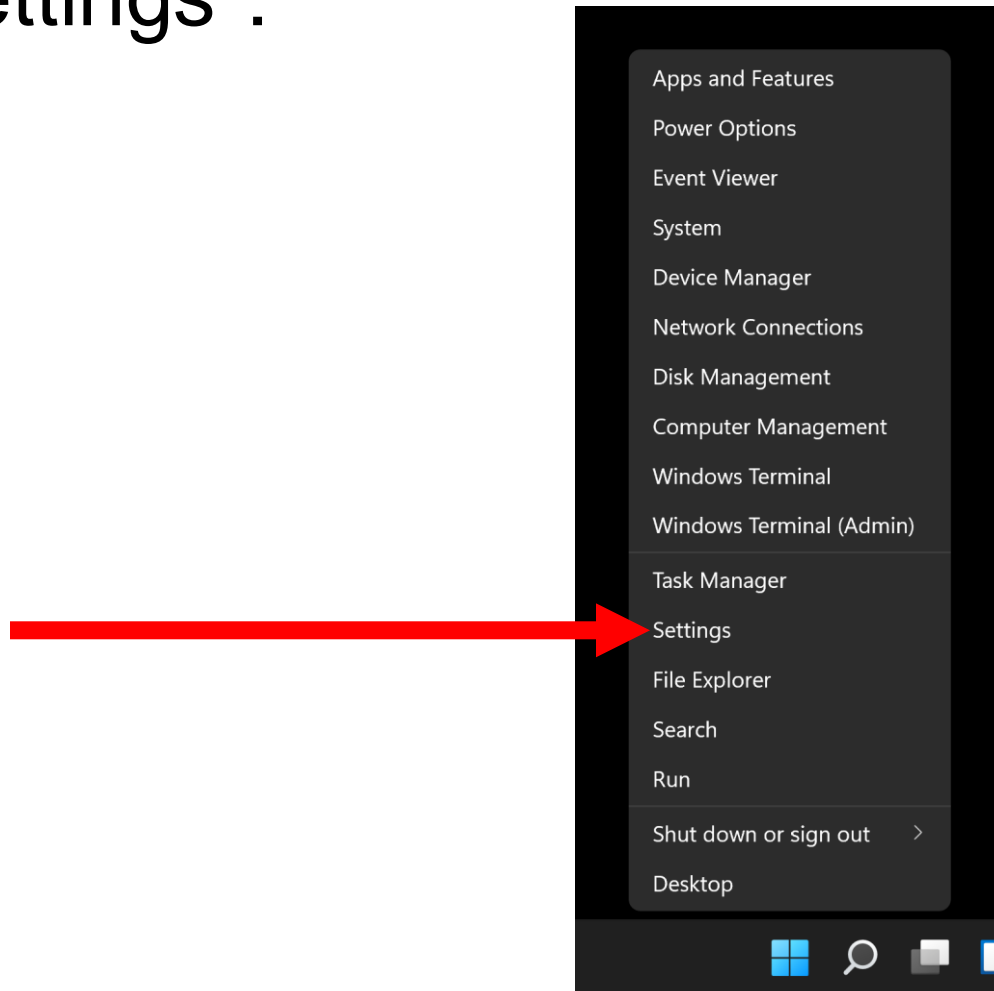 ettings".
Apps and Features
Power Options
Event Viewer
System
Device Manager
Network Connections
Disk Management
Computer Management
Windows Terminal
Windows Terminal (Admin)
Task Manager
Settings
File Explorer
Search
Run
Shut down or sign out
Desktop